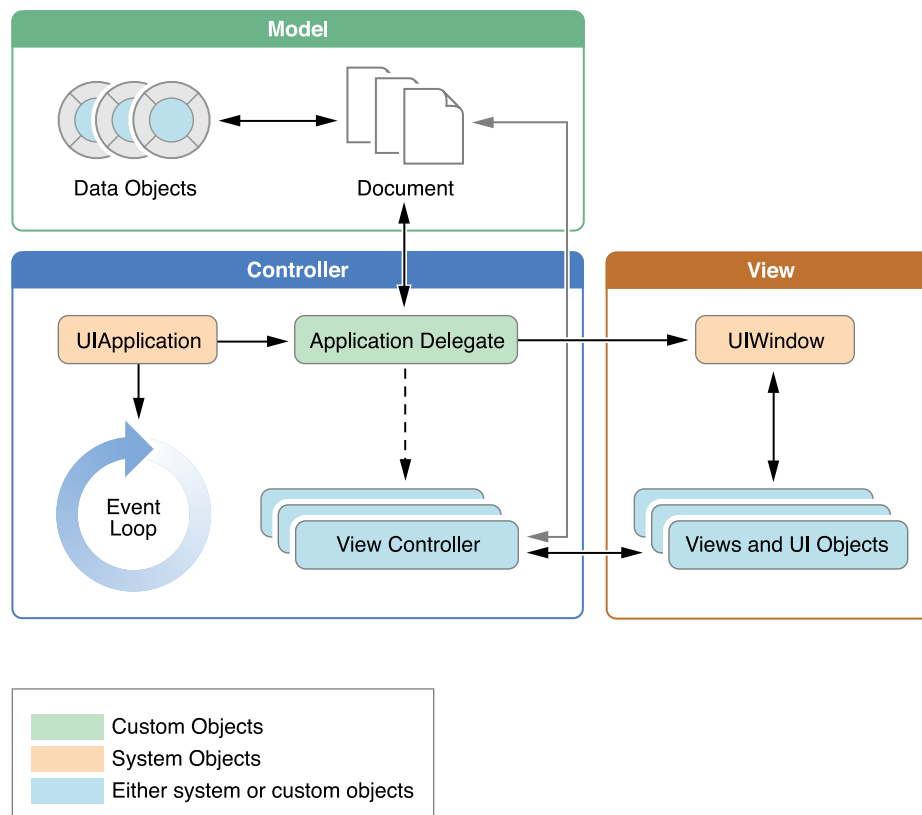 Model
Data Objects
Document
Controller
View
UIApplication
Application Delegate
UIWindow
Event
Loop
View Controller
Views and UI Objects
Custom Objects
System Objects
Either system or custom objects